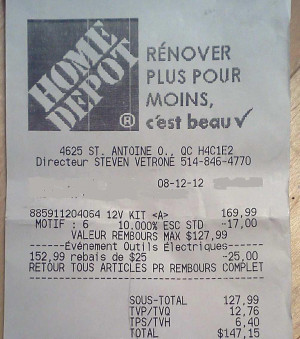 HOME
DEPOT
®
RÉNOVER
PLUS POUR
MOINS,
c'est beau
4625 ST. ANTOINE O., QC H4C1E2
Directeur STEVEN VETRONE 514-846-4770
08-12-12
885911204064 12V KIT <A> 169,99
MOTIF : 6 10.000% ESC STD -17,00
VALEUR REMBOURS MAX $127,99
-----Événement Outils Électriques-----
152,99 rebais de $25 -25,00
RETOUR TOUS ARTICLES PR REMBOURS COMPLET
SOUS-TOTAL 127,99
TVP/TVQ 12,76
TPS/TVH 6,40
TOTAL $147,15